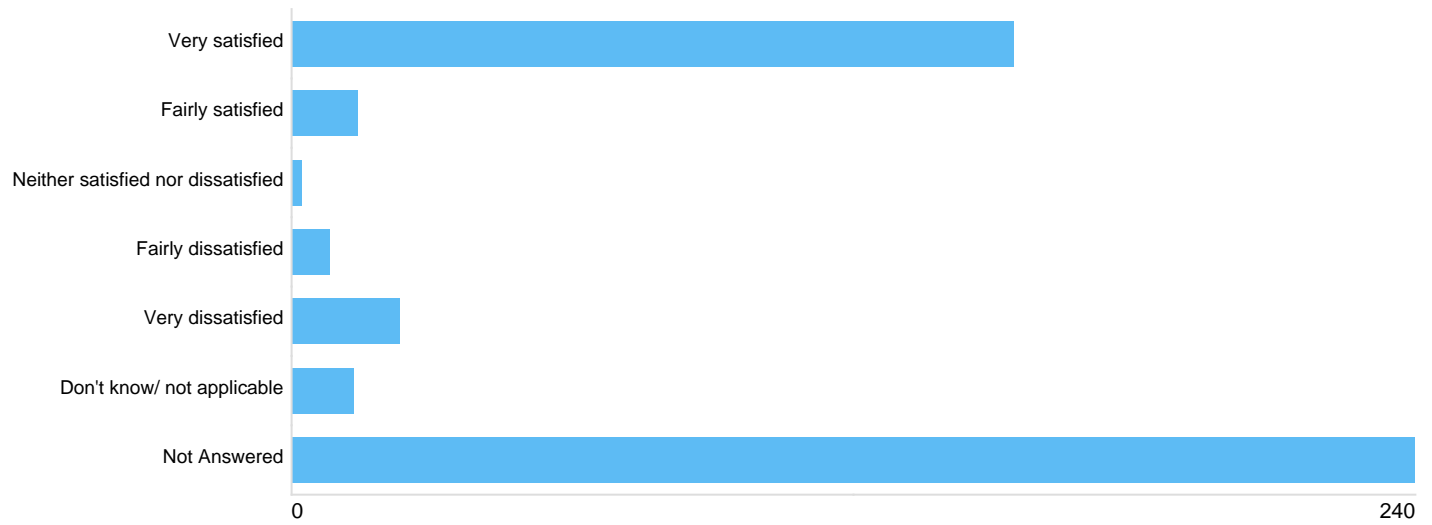 Very satisfied
Fairly satisfied
Neither satisfied nor dissatisfied
Fairly dissatisfied
Very dissatisfied
Don't know/ not applicable
Not Answered
0
240